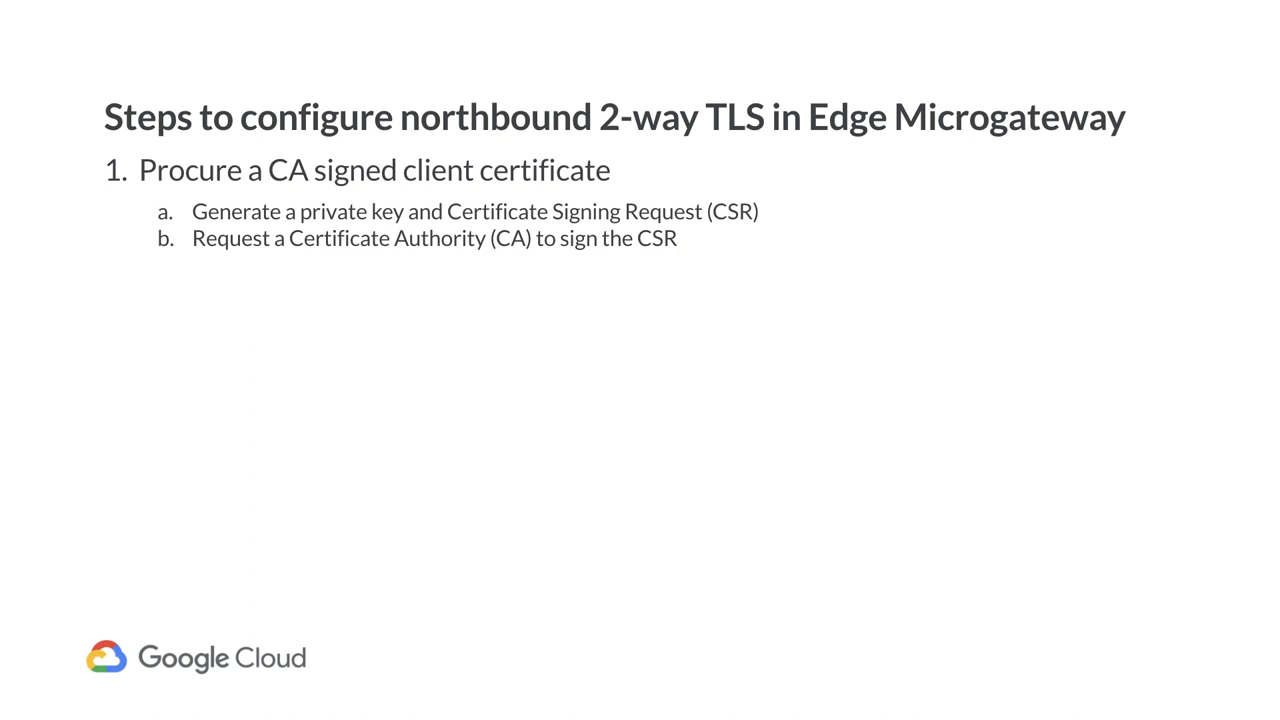 Steps to configure northbound 2-way TLS in Edge Microgateway
1. Procure a CA signed client certificate
a. Generate a private key and Certificate Signing Request (CSR)
b. Request a Certificate Authority (CA) to sign the CSR
Google Cloud